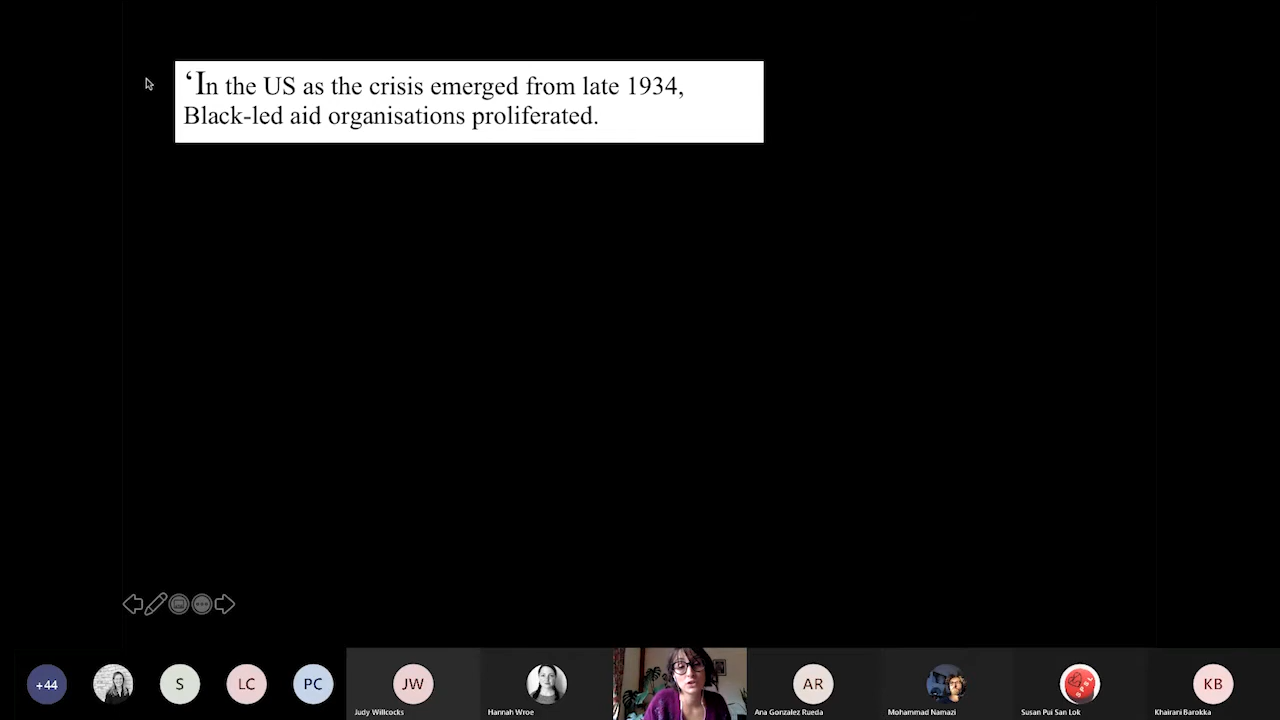 ‘In the US as the crisis emerged from late 1934,
Black-led aid organisations proliferated.
+44
S
LC
PC
JW
AR
KB
Judy Willcocks
Hannah Wroe
Ana Gonzalez Rueda
Mohammad Namazi
Susan Pui San Lok
Khairani Barokka